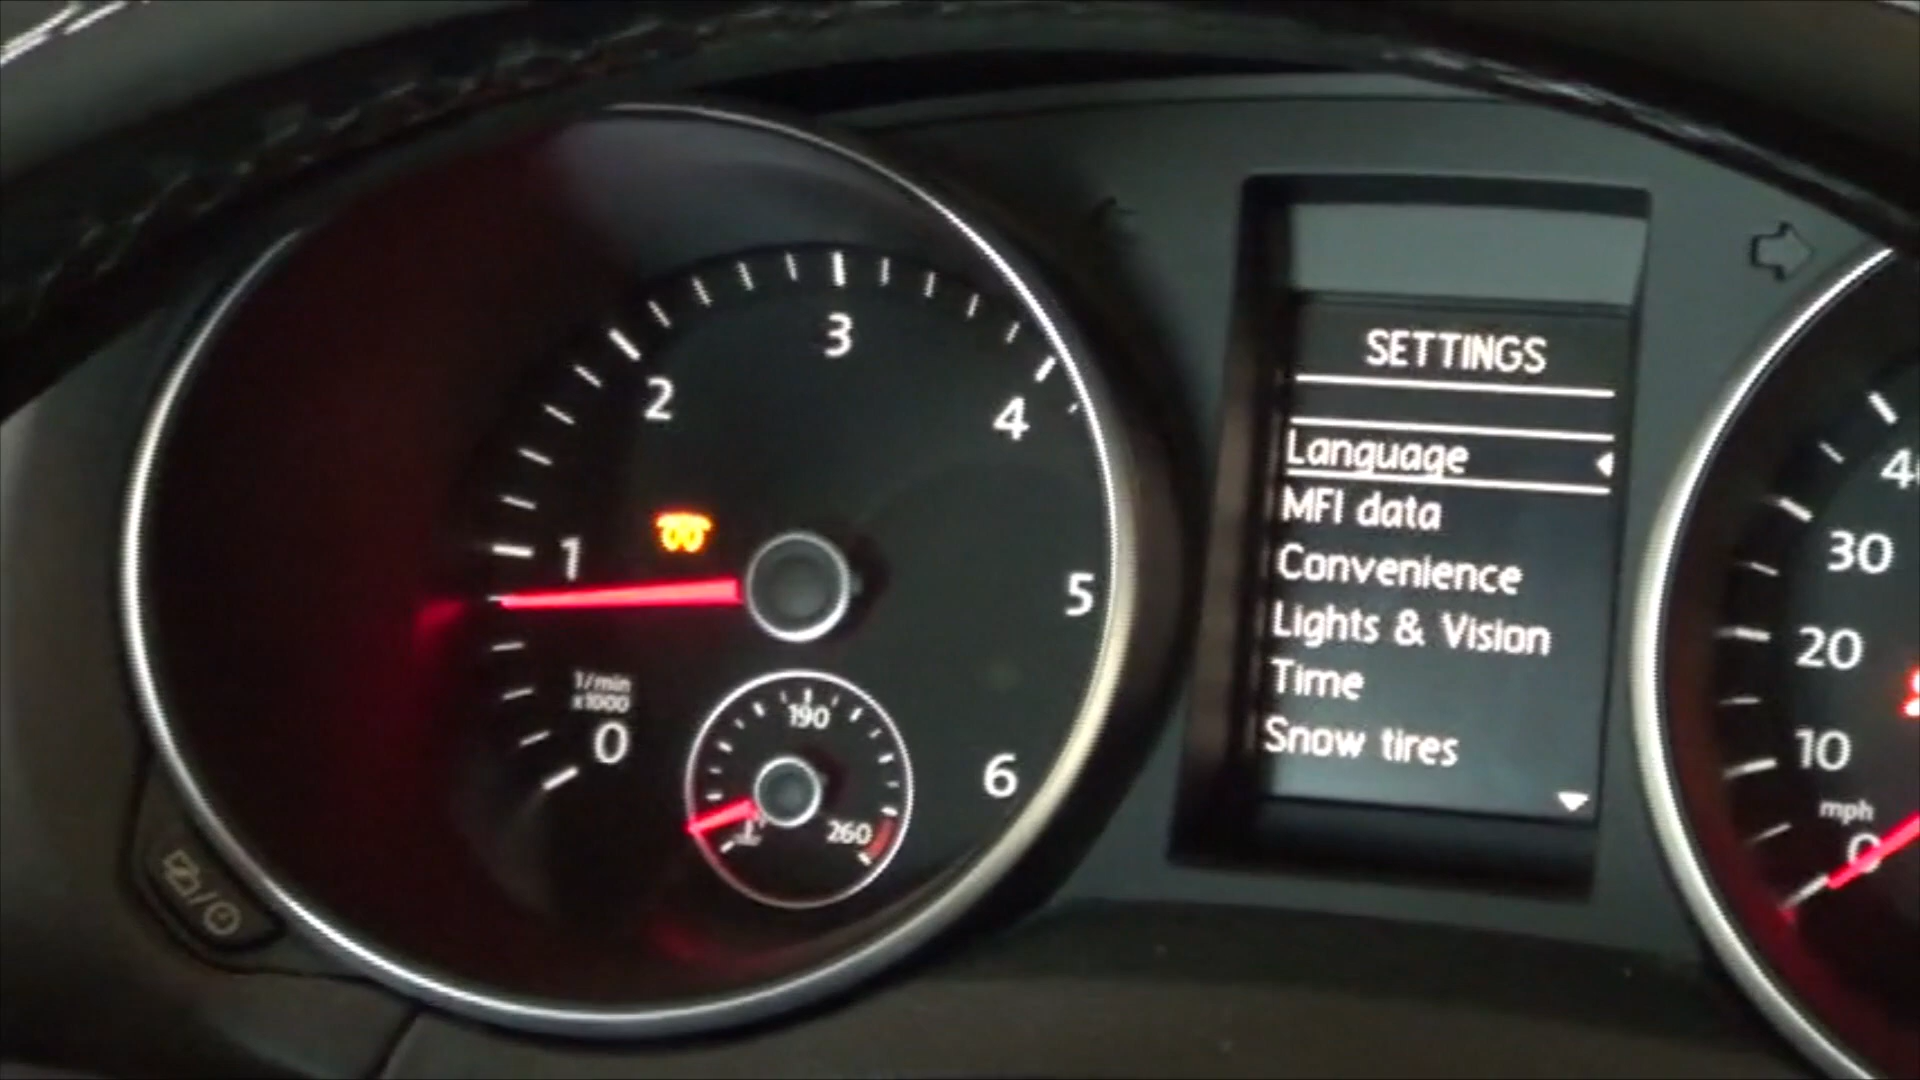 3
2
4
1
5
1/min
x1000
0
6
190
260
SETTINGS
Language
MFI data
Convenience
Lights & Vision
Time
Snow tires
30
20
10
mph
0